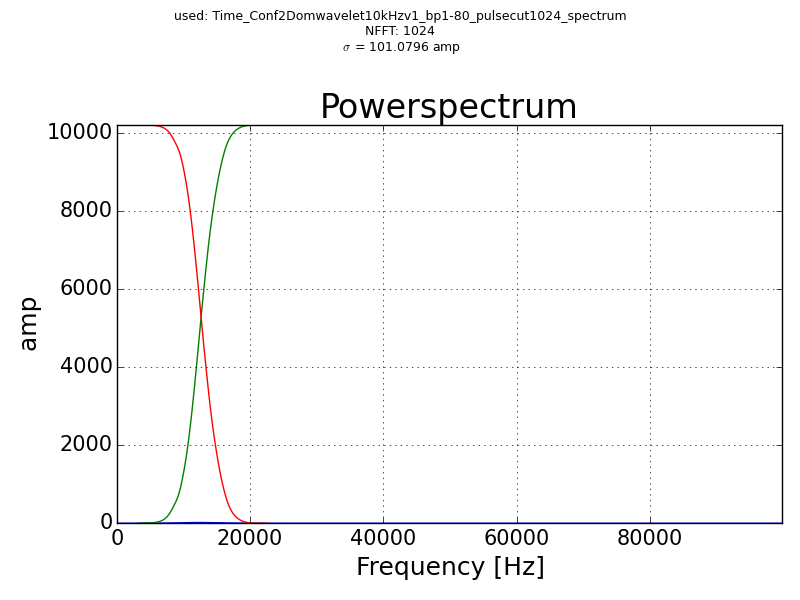 used: Time_Conf2Domwavelet10kHzv1_bp1-80_pulsecut1024_spectrum
NFFT: 1024
σ = 101.0796 amp
Powerspectrum
10000
8000
6000
4000
2000
0
amp
0 20000 40000 60000 80000
Frequency [Hz]